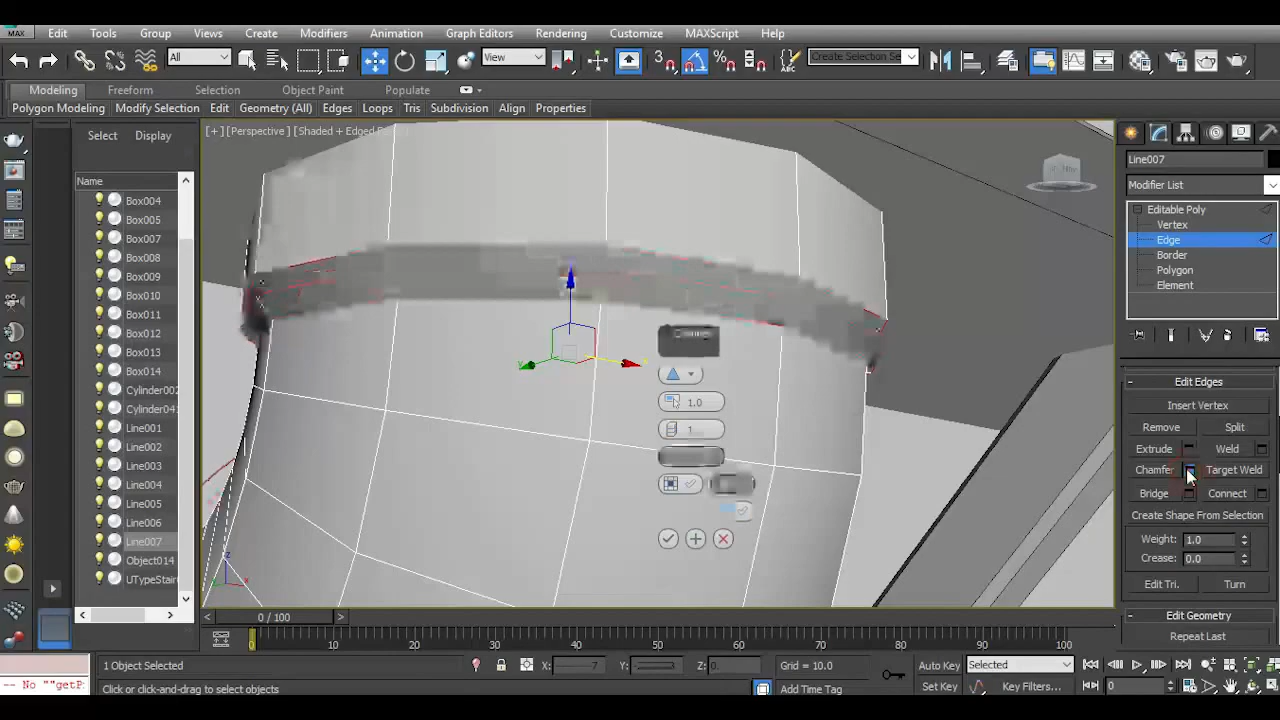 MAX Edit Tools Group Views Create Modifiers Animation Graph Editors Rendering Customize MAXScript Help
All View Create Selection Se
Modeling Freeform Selection Object Paint Populate
Polygon Modeling Modify Selection Edit Geometry (All) Edges Loops Tris Subdivision Align Properties
Select Display
[+] [Perspective] [Shaded + Edged
Name
Box004
Box005
Box007
Box008
Box009
Box010
Box011
Box012
Box013
Box014
Cylinder002
Cylinder04
Line001
Line002
Line003
Line004
Line005
Line006
Line007
Object014
UTypeStair
1.0
1
Line007
Modifier List
Editable Poly
Vertex
Edge
Border
Polygon
Element
Edit Edges
Insert Vertex
Remove Split
Extrude Weld
Chamfer Target Weld
Bridge Connect
Create Shape From Selection
Weight: 1.0
Crease: 0.0
Edit Tri. Turn
Edit Geometry
Repeat Last
0 / 100
0 10 20 30 40 50 60 70 80 90 100
1 Object Selected X: Y: Z: 0. Grid = 10.0 Auto Key Selected
-- No ""getP Click or click-and-drag to select objects Add Time Tag Set Key Key Filters... 0